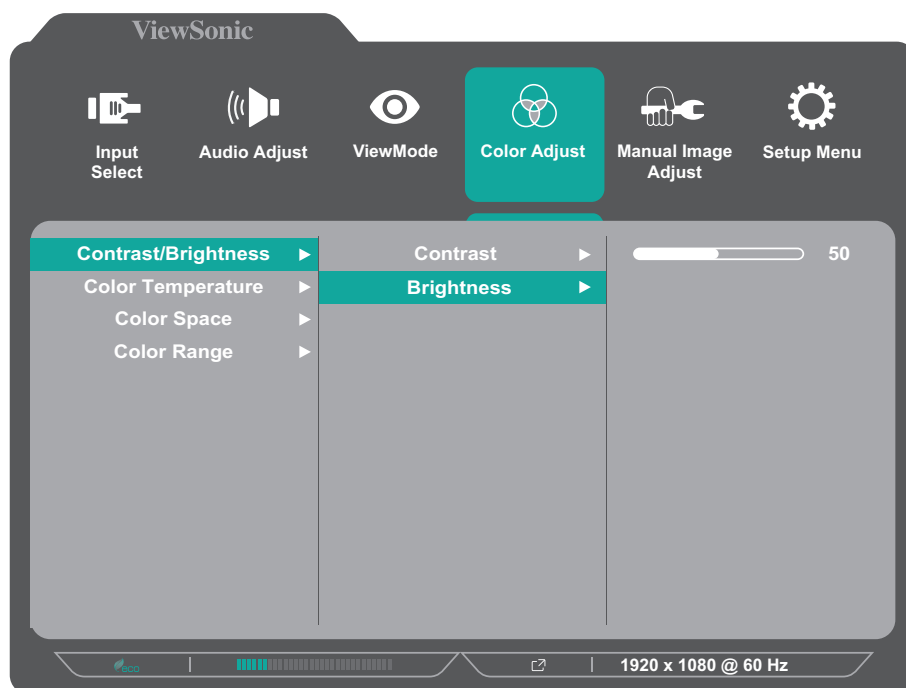 ViewSonic
Input
Select
Audio Adjust
ViewMode
Color Adjust
Manual Image
Adjust
Setup Menu
Contrast/Brightness
Color Temperature
Color Space
Color Range
Contrast
Brightness
50
eco
1920 x 1080 @ 60 Hz